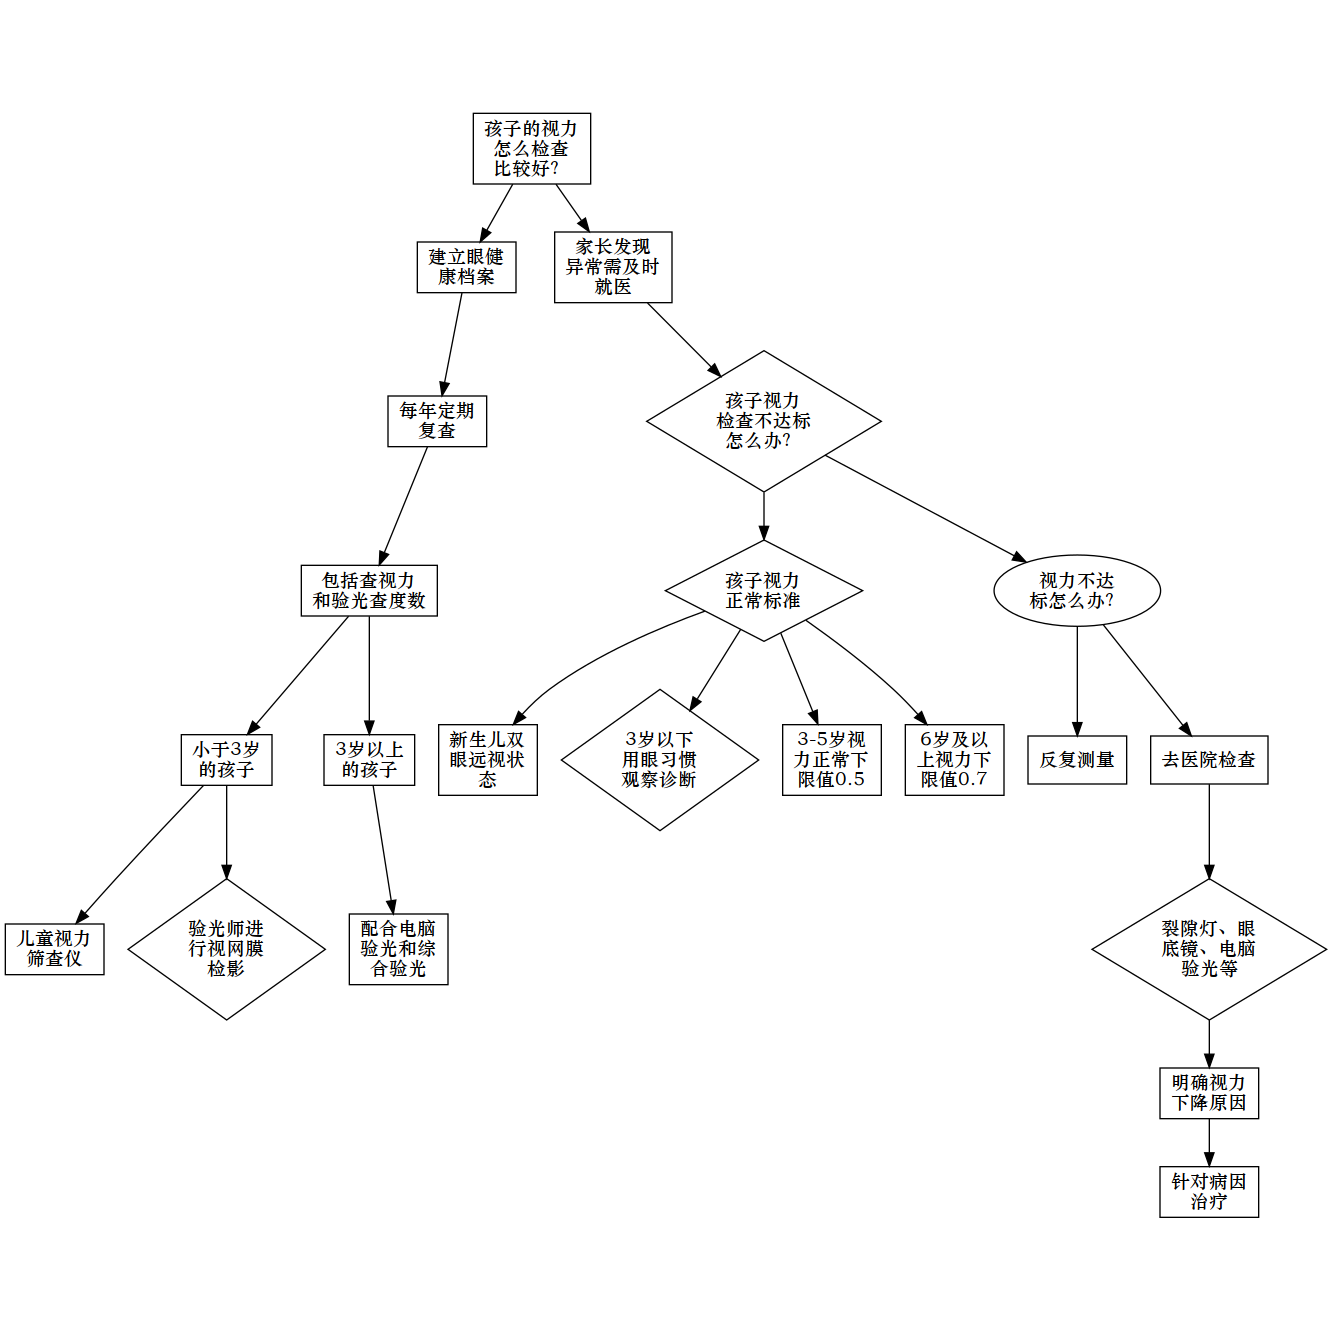 孩子的视力
怎么检查
比较好？
建立眼健
康档案
家长发现
异常需及时
就医
每年定期
复查
孩子视力
检查不达标
怎么办？
包括查视力
和验光查度数
孩子视力
正常标准
视力不达
标怎么办？
小于3岁
的孩子
3岁以上
的孩子
新生儿双
眼远视状
态
3岁以下
用眼习惯
观察诊断
3-5岁视
力正常下
限值0.5
6岁及以
上视力下
限值0.7
反复测量
去医院检查
儿童视力
筛查仪
验光师进
行视网膜
检影
配合电脑
验光和综
合验光
裂隙灯、眼
底镜、电脑
验光等
明确视力
下降原因
针对病因
治疗